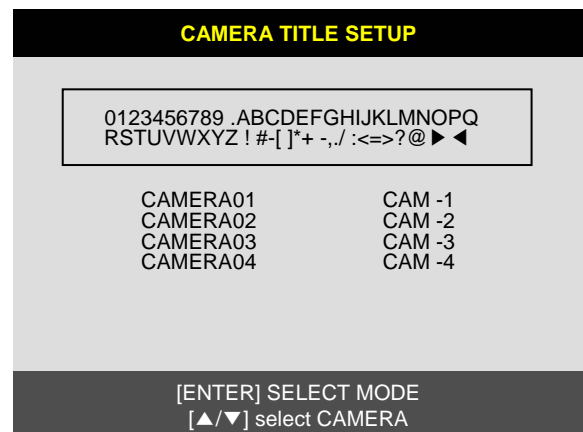 CAMERA TITLE SETUP
0123456789 .ABCDEFGHIJKLMNOPQ
RSTUVWXYZ ! #-[ ]*+ -,./ :<=>?@ ▶ ◀
CAMERA01 CAM -1
CAMERA02 CAM -2
CAMERA03 CAM -3
CAMERA04 CAM -4
[ENTER] SELECT MODE
[▲/▼] select CAMERA